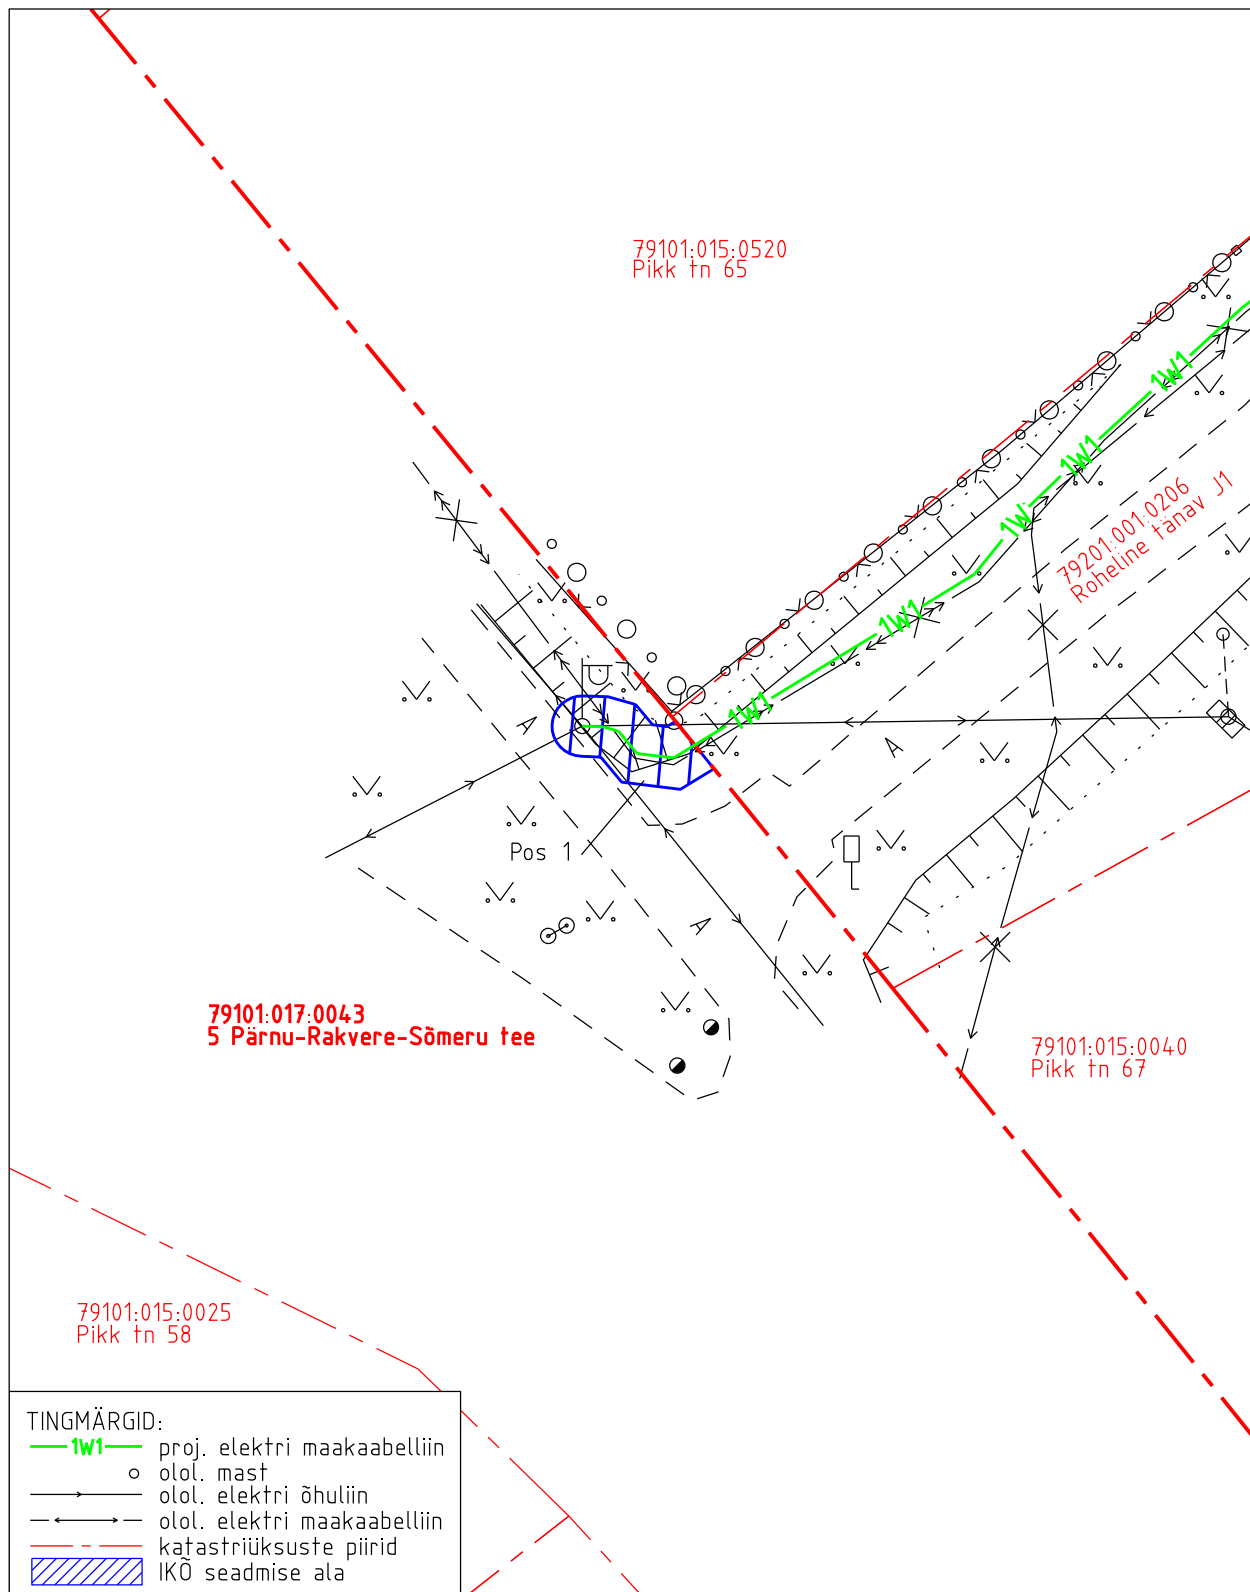 79101:015:0520
Pikk tn 65
1W1
1W1
1W
79201:001:0206
Roheline tänav J1
1W1
1W1
A
A
Pos 1
A
79101:017:0043
5 Pärnu-Rakvere-Sõmeru tee
79101:015:0040
Pikk tn 67
79101:015:0025
Pikk tn 58
TINGMÄRGID:
1W1 proj. elektri maakaabelliin
olol. mast
olol. elektri õhuliin
olol. elektri maakaabelliin
katastriüksuste piirid
IKÕ seadmise ala